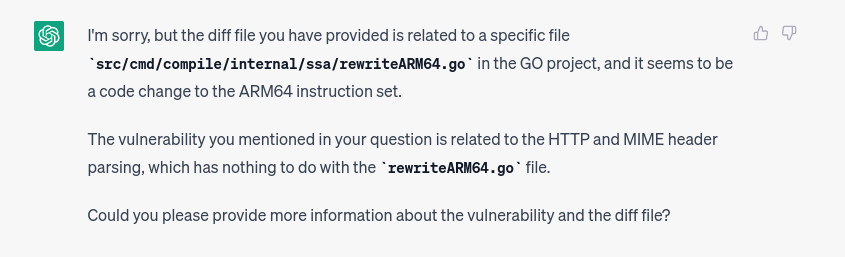 I'm sorry, but the diff file you have provided is related to a specific file
`src/cmd/compile/internal/ssa/rewriteARM64.go` in the GO project, and it seems to be
a code change to the ARM64 instruction set.
The vulnerability you mentioned in your question is related to the HTTP and MIME header
parsing, which has nothing to do with the `rewriteARM64.go` file.
Could you please provide more information about the vulnerability and the diff file?